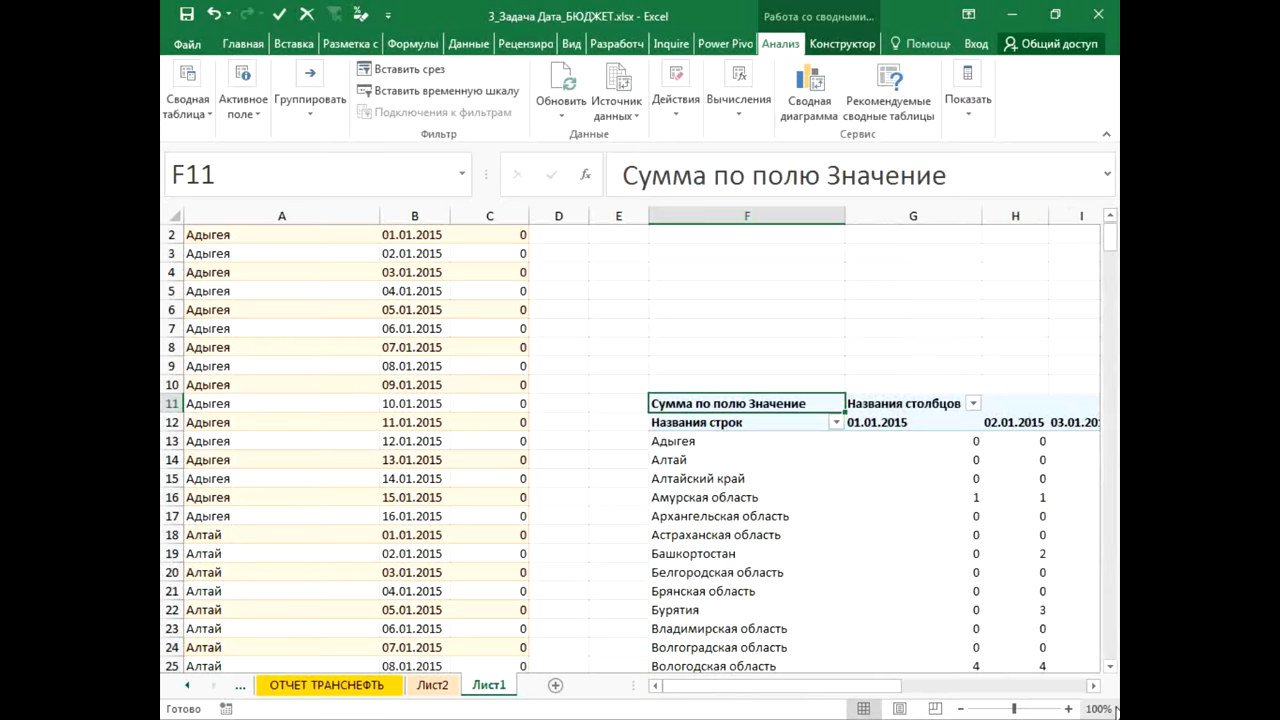 3_Задача Дата_БЮДЖЕТ.xlsx - Excel
Работа со сводными...
Файл Главная Вставка Разметка с Формулы Данные Рецензиро Вид Разработч Inquire Power Pivo Анализ Конструктор Помощь Вход Общий доступ
Сводная таблица
Активное поле
Группировать
Вставить срез
Вставить временную шкалу
Подключения к фильтрам
Фильтр
Обновить
Источник данных
Данные
Действия
Вычисления
Сводная диаграмма
Рекомендуемые сводные таблицы
Сервис
Показать
F11 fx Сумма по полю Значение
A B C D E F G H I
2 Адыгея 01.01.2015 0
3 Адыгея 02.01.2015 0
4 Адыгея 03.01.2015 0
5 Адыгея 04.01.2015 0
6 Адыгея 05.01.2015 0
7 Адыгея 06.01.2015 0
8 Адыгея 07.01.2015 0
9 Адыгея 08.01.2015 0
10 Адыгея 09.01.2015 0
11 Адыгея 10.01.2015 0 Сумма по полю Значение Названия столбцов
12 Адыгея 11.01.2015 0 Названия строк 01.01.2015 02.01.2015 03.01.20
13 Адыгея 12.01.2015 0 Адыгея 0 0
14 Адыгея 13.01.2015 0 Алтай 0 0
15 Адыгея 14.01.2015 0 Алтайский край 0 0
16 Адыгея 15.01.2015 0 Амурская область 1 1
17 Адыгея 16.01.2015 0 Архангельская область 0 0
18 Алтай 01.01.2015 0 Астраханская область 0 0
19 Алтай 02.01.2015 0 Башкортостан 0 2
20 Алтай 03.01.2015 0 Белгородская область 0 0
21 Алтай 04.01.2015 0 Брянская область 0 0
22 Алтай 05.01.2015 0 Бурятия 0 3
23 Алтай 06.01.2015 0 Владимирская область 0 0
24 Алтай 07.01.2015 0 Волгоградская область 0 0
25 Алтай 08.01.2015 0 Вологодская область 4 4
... ОТЧЕТ ТРАНСНЕФТЬ Лист2 Лист1
Готово 100%